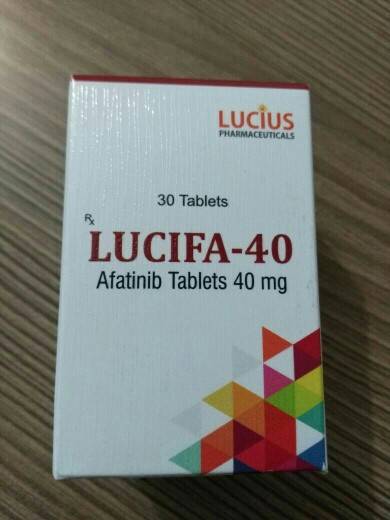 LUCIUS
PHARMACEUTICALS
30 Tablets
Rx
LUCIFA-40
Afatinib Tablets 40 mg